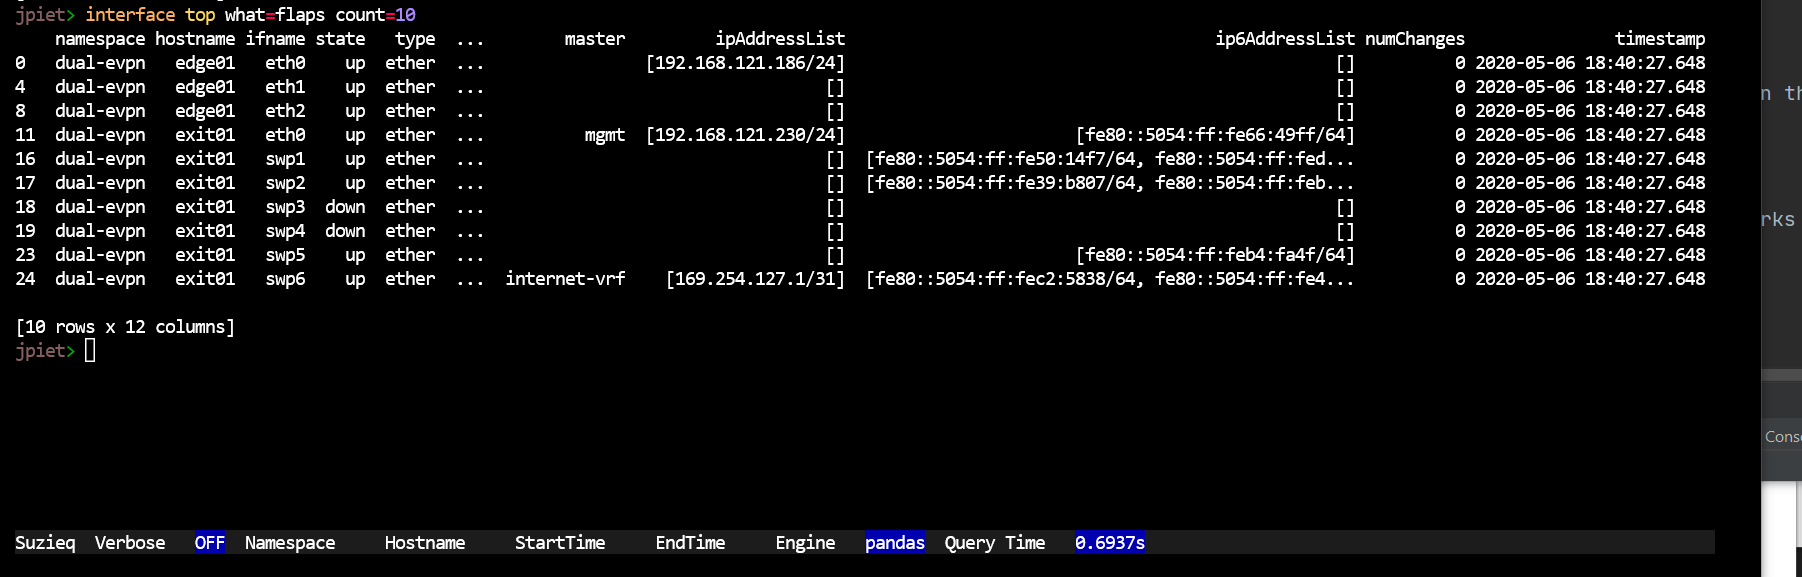 jpiet> interface top what=flaps count=10
namespace hostname ifname state type ... master ipAddressList ip6AddressList numChanges timestamp
0 dual-evpn edge01 eth0 up ether ... [192.168.121.186/24] [] 0 2020-05-06 18:40:27.648
4 dual-evpn edge01 eth1 up ether ... [] [] 0 2020-05-06 18:40:27.648
8 dual-evpn edge01 eth2 up ether ... [] [] 0 2020-05-06 18:40:27.648
11 dual-evpn exit01 eth0 up ether ... mgmt [192.168.121.230/24] [fe80::5054:ff:fe66:49ff/64] 0 2020-05-06 18:40:27.648
16 dual-evpn exit01 swp1 up ether ... [] [fe80::5054:ff:fe50:14f7/64, fe80::5054:ff:fed... 0 2020-05-06 18:40:27.648
17 dual-evpn exit01 swp2 up ether ... [] [fe80::5054:ff:fe39:b807/64, fe80::5054:ff:feb... 0 2020-05-06 18:40:27.648
18 dual-evpn exit01 swp3 down ether ... [] [] 0 2020-05-06 18:40:27.648
19 dual-evpn exit01 swp4 down ether ... [] [] 0 2020-05-06 18:40:27.648
23 dual-evpn exit01 swp5 up ether ... [] [fe80::5054:ff:feb4:fa4f/64] 0 2020-05-06 18:40:27.648
24 dual-evpn exit01 swp6 up ether ... internet-vrf [169.254.127.1/31] [fe80::5054:ff:fec2:5838/64, fe80::5054:ff:fe4... 0 2020-05-06 18:40:27.648
[10 rows x 12 columns]
jpiet>
Suzieq Verbose OFF Namespace Hostname StartTime EndTime Engine pandas Query Time 0.6937s